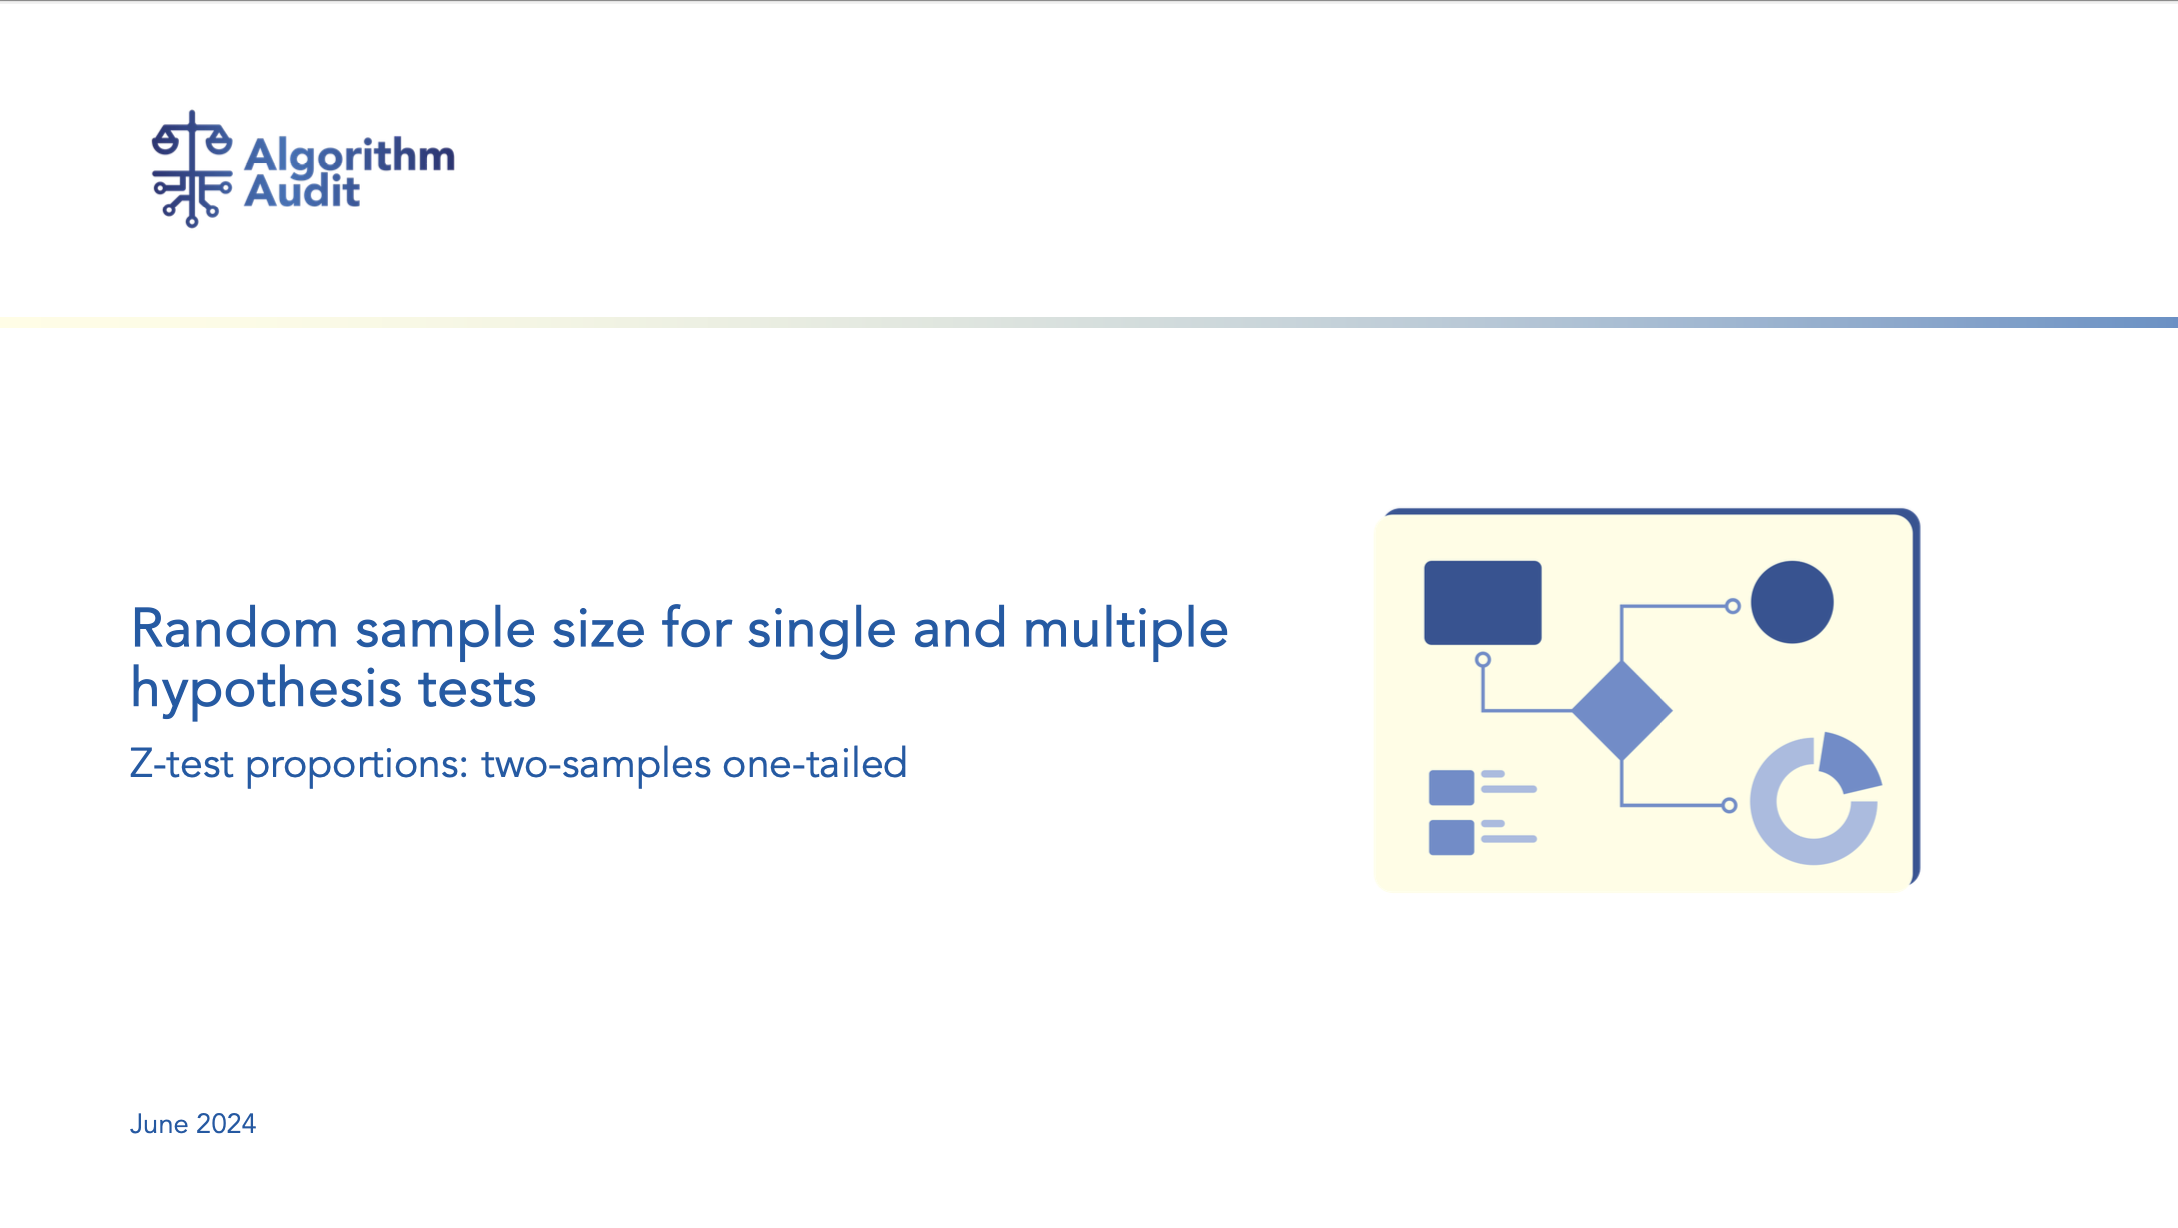 Algorithm
Audit
Random sample size for single and multiple
hypothesis tests
Z-test proportions: two-samples one-tailed
June 2024